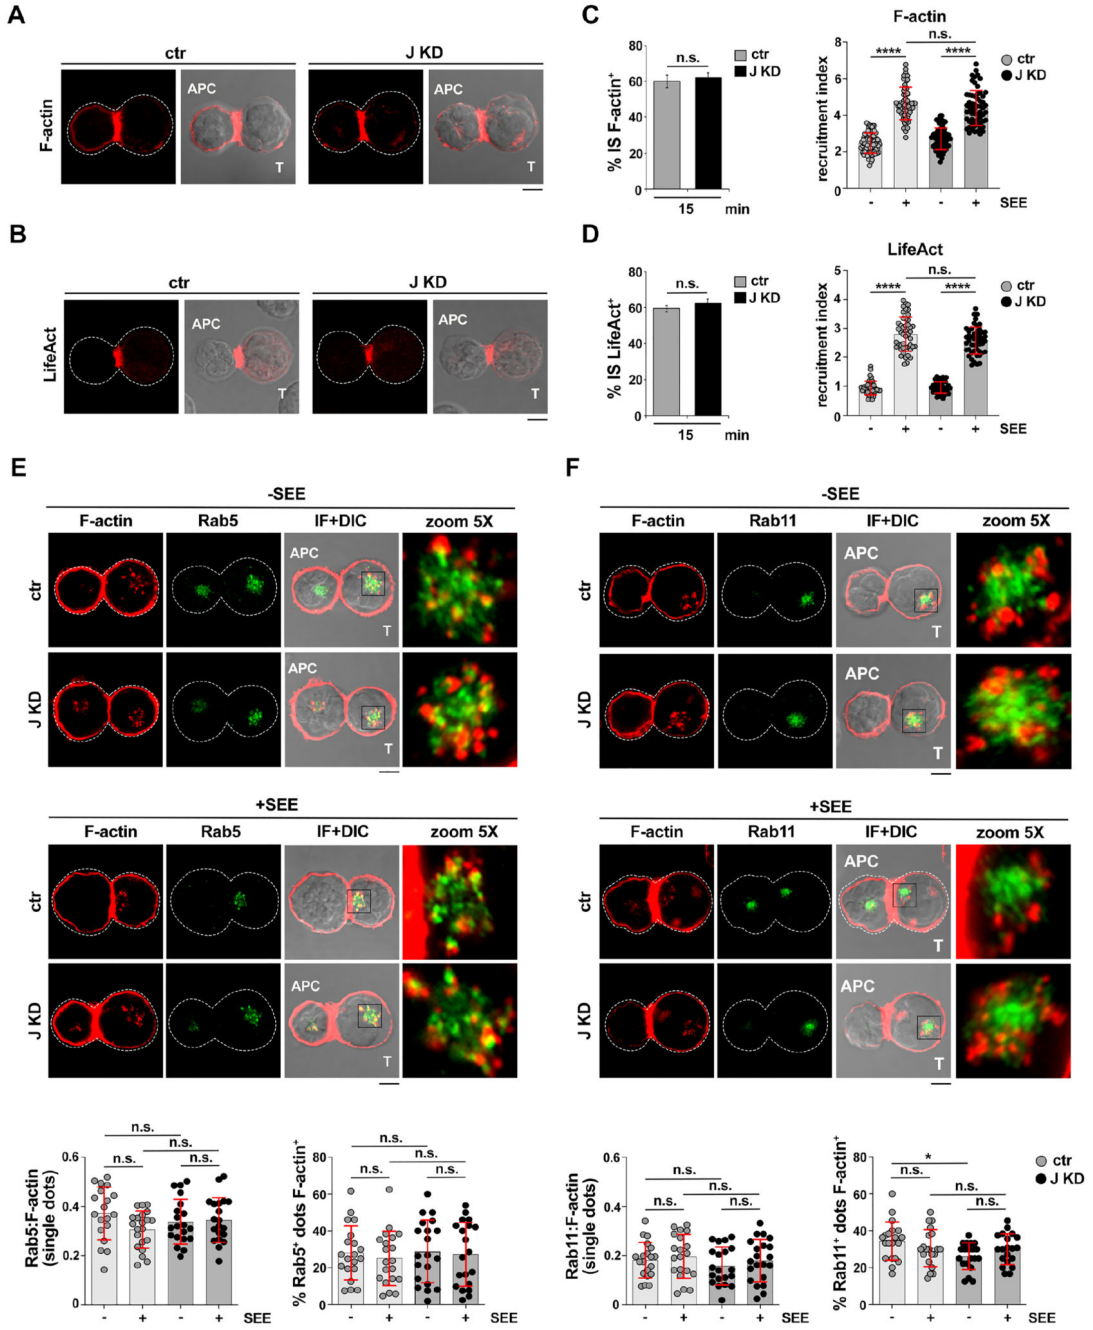 A
ctr
J KD
F-actin
APC
T
APC
T
B
ctr
J KD
LifeAct
APC
T
APC
T
C
80
60
40
20
0
% IS F-actin+
n.s.
15
min
ctr
J KD
F-actin
8
6
4
2
0
recruitment index
n.s.
****
****
ctr
J KD
-
+
-
+
SEE
D
80
60
40
20
0
% IS LifeAct+
n.s.
15
min
ctr
J KD
LifeAct
5
4
3
2
1
0
recruitment index
n.s.
****
****
ctr
J KD
-
+
-
+
SEE
E
-SEE
F-actin
Rab5
IF+DIC
zoom 5X
ctr
APC
T
J KD
APC
T
+SEE
F-actin
Rab5
IF+DIC
zoom 5X
ctr
J KD
APC
T
Rab5:F-actin
(single dots)
0.6
0.4
0.2
0
n.s.
n.s.
n.s.
n.s.
-
+
-
+
SEE
% Rab5+ dots F-actin+
80
60
40
20
0
n.s.
n.s.
n.s.
n.s.
-
+
-
+
SEE
F
-SEE
F-actin
Rab11
IF+DIC
zoom 5X
ctr
APC
T
J KD
APC
T
+SEE
F-actin
Rab11
IF+DIC
zoom 5X
ctr
APC
T
J KD
APC
T
Rab11:F-actin
(single dots)
0.6
0.4
0.2
0
n.s.
n.s.
n.s.
n.s.
-
+
-
+
SEE
% Rab11+ dots F-actin+
80
60
40
20
0
*
n.s.
n.s.
n.s.
-
+
-
+
SEE
ctr
J KD